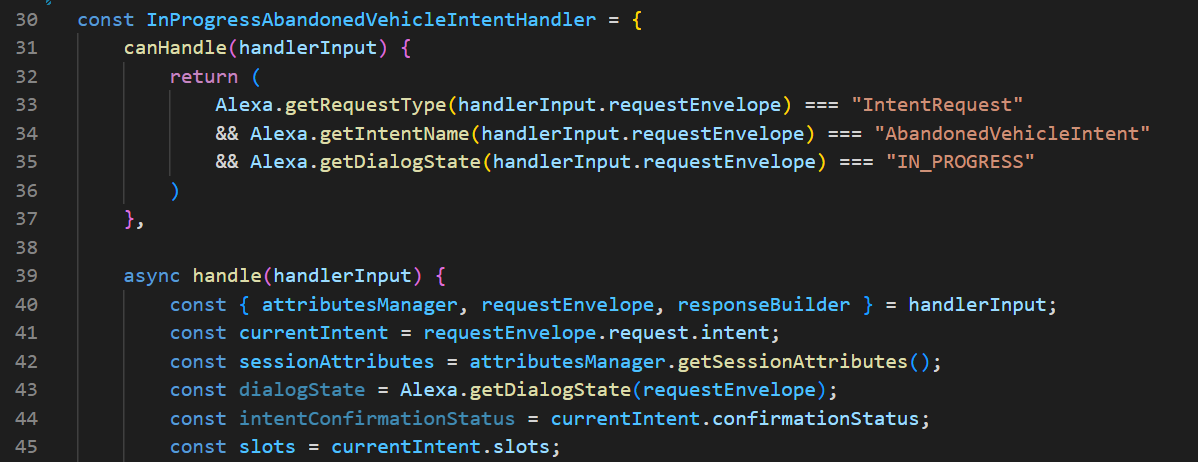 30 const InProgressAbandonedVehicleIntentHandler = {
31     canHandle(handlerInput) {
32         return (
33             Alexa.getRequestType(handlerInput.requestEnvelope) === "IntentRequest"
34             && Alexa.getIntentName(handlerInput.requestEnvelope) === "AbandonedVehicleIntent"
35             && Alexa.getDialogState(handlerInput.requestEnvelope) === "IN_PROGRESS"
36         )
37     },
38
39     async handle(handlerInput) {
40         const { attributesManager, requestEnvelope, responseBuilder } = handlerInput;
41         const currentIntent = requestEnvelope.request.intent;
42         const sessionAttributes = attributesManager.getSessionAttributes();
43         const dialogState = Alexa.getDialogState(requestEnvelope);
44         const intentConfirmationStatus = currentIntent.confirmationStatus;
45         const slots = currentIntent.slots;